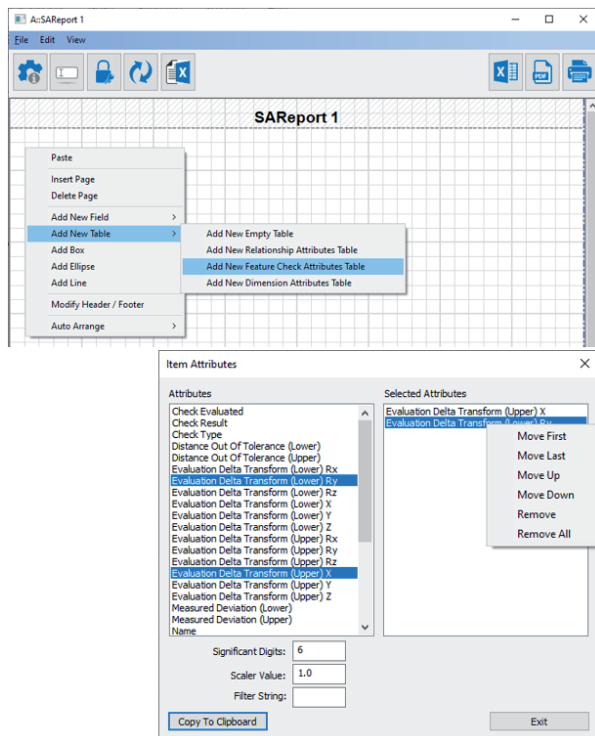 A::SAReport 1
File Edit View
PDF
SAReport 1
Paste
Insert Page
Delete Page
Add New Field
Add New Table
Add Box
Add Ellipse
Add Line
Modify Header / Footer
Auto Arrange
Add New Empty Table
Add New Relationship Attributes Table
Add New Feature Check Attributes Table
Add New Dimension Attributes Table
Item Attributes
Attributes
Check Evaluated
Check Result
Check Type
Distance Out Of Tolerance (Lower)
Distance Out Of Tolerance (Upper)
Evaluation Delta Transform (Lower) Rx
Evaluation Delta Transform (Lower) Ry
Evaluation Delta Transform (Lower) Rz
Evaluation Delta Transform (Lower) X
Evaluation Delta Transform (Lower) Y
Evaluation Delta Transform (Lower) Z
Evaluation Delta Transform (Upper) Rx
Evaluation Delta Transform (Upper) Ry
Evaluation Delta Transform (Upper) Rz
Evaluation Delta Transform (Upper) X
Evaluation Delta Transform (Upper) Y
Evaluation Delta Transform (Upper) Z
Measured Deviation (Lower)
Measured Deviation (Upper)
Name
Selected Attributes
Evaluation Delta Transform (Upper) X
Evaluation Delta Transform (Lower) Ry
Move First
Move Last
Move Up
Move Down
Remove
Remove All
Significant Digits: 6
Scaler Value: 1.0
Filter String:
Copy To Clipboard
Exit